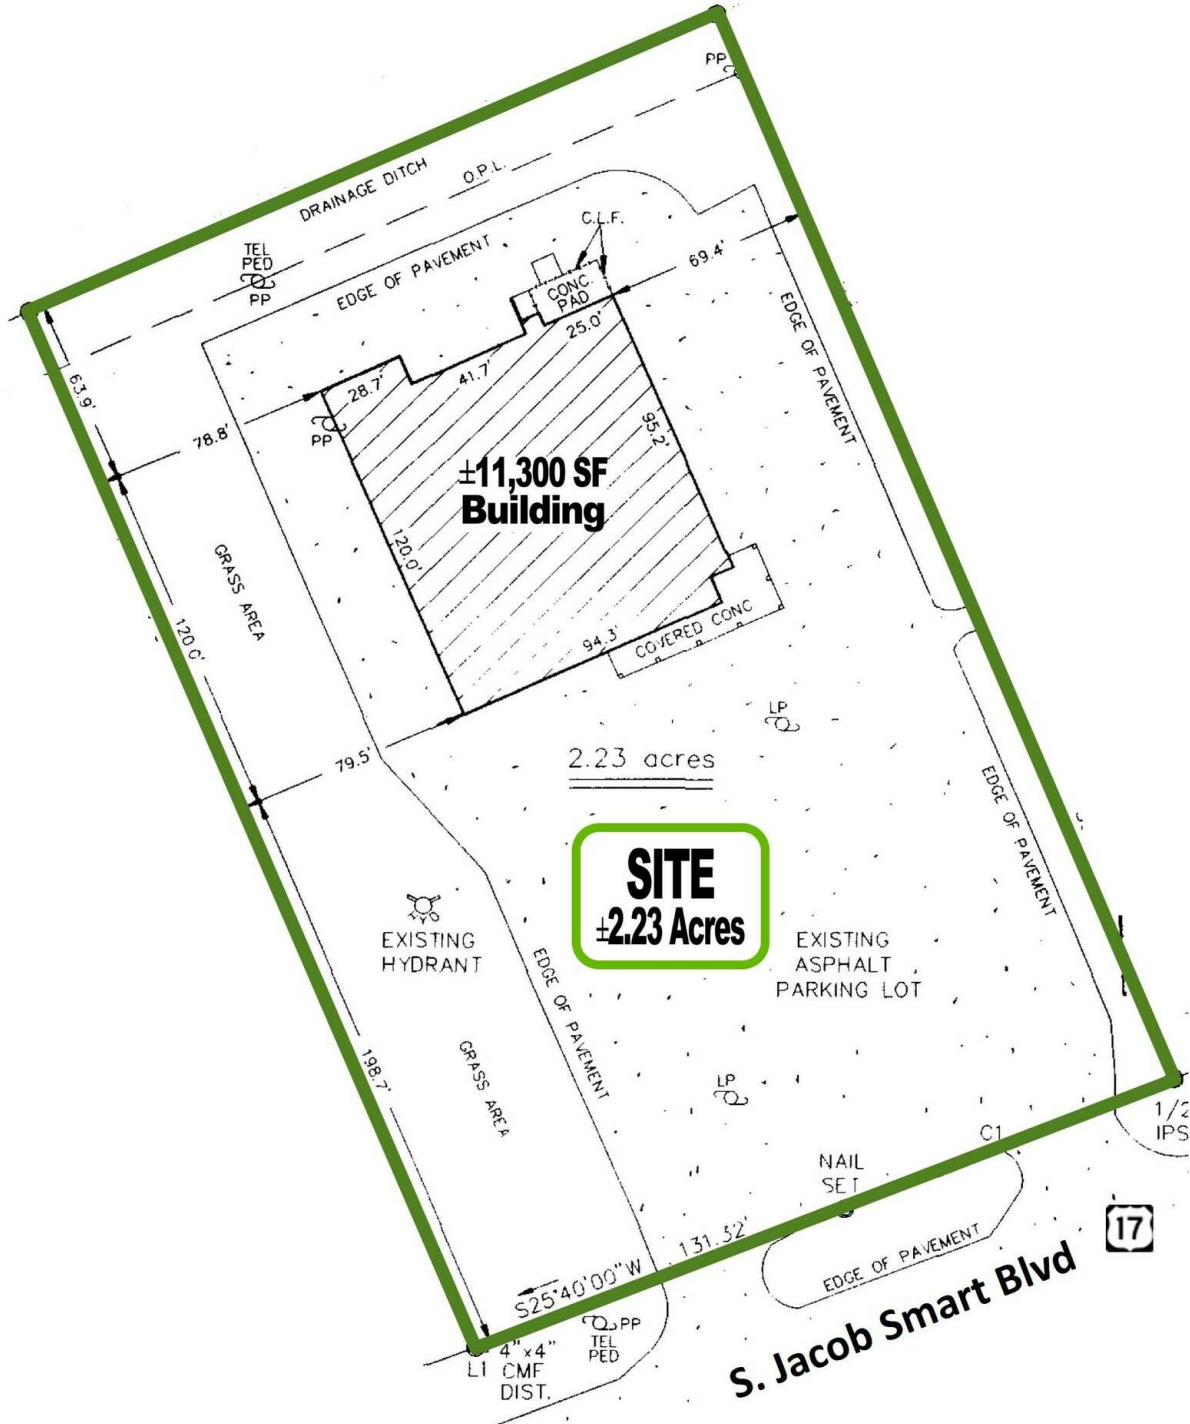 PP
DRAINAGE DITCH
O.P.L.
C.L.F.
TEL
PED
PP
EDGE OF PAVEMENT
69.4'
CONC.
PAD
25.0'
EDGE OF PAVEMENT
63.9'
28.7'
41.7'
78.8'
PP
95.2'
±11,300 SF
Building
120.0'
GRASS AREA
120.0'
94.3'
COVERED CONC
LP
79.5'
2.23 acres
EDGE OF PAVEMENT
SITE
±2.23 Acres
EXISTING
HYDRANT
EXISTING
ASPHALT
PARKING LOT
EDGE OF PAVEMENT
198.7'
GRASS AREA
LP
C1
1/2
IPS
NAIL
SET
17
131.32'
S25°40'00"W
EDGE OF PAVEMENT
S. Jacob Smart Blvd
PP
TEL
PED
L1
4"x4"
CMF
DIST.